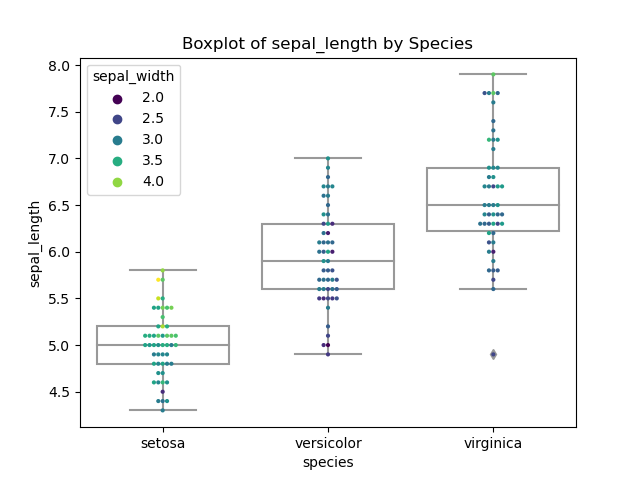 Boxplot of sepal_length by Species
sepal_width
2.0
2.5
3.0
3.5
4.0
sepal_length
8.0
7.5
7.0
6.5
6.0
5.5
5.0
4.5
setosa
versicolor
virginica
species